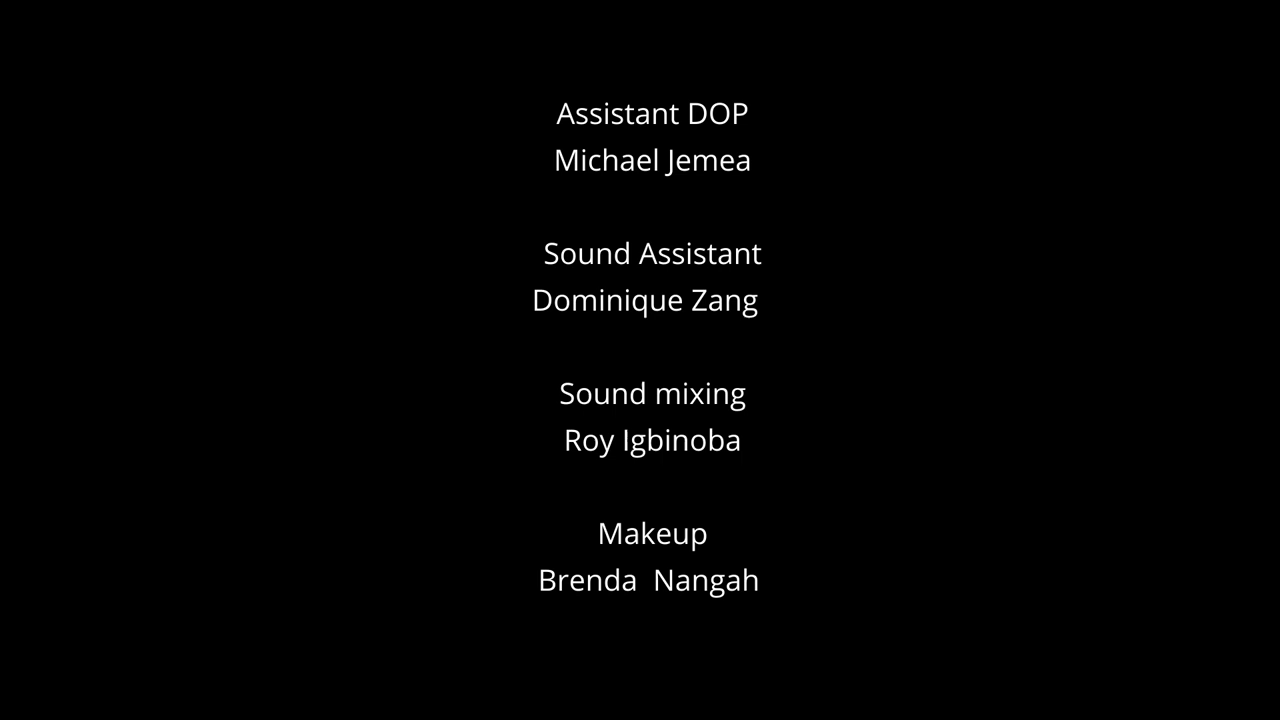 Assistant DOP
Michael Jemea
Sound Assistant
Dominique Zang
Sound mixing
Roy Igbinoba
Makeup
Brenda  Nangah